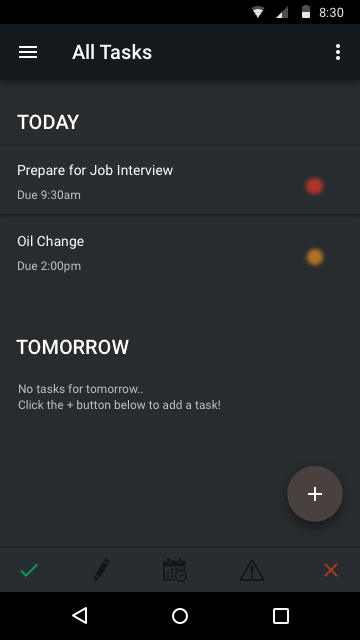 8:30
All Tasks
TODAY
Prepare for Job Interview
Due 9:30am
Oil Change
Due 2:00pm
TOMORROW
No tasks for tomorrow..
Click the + button below to add a task!